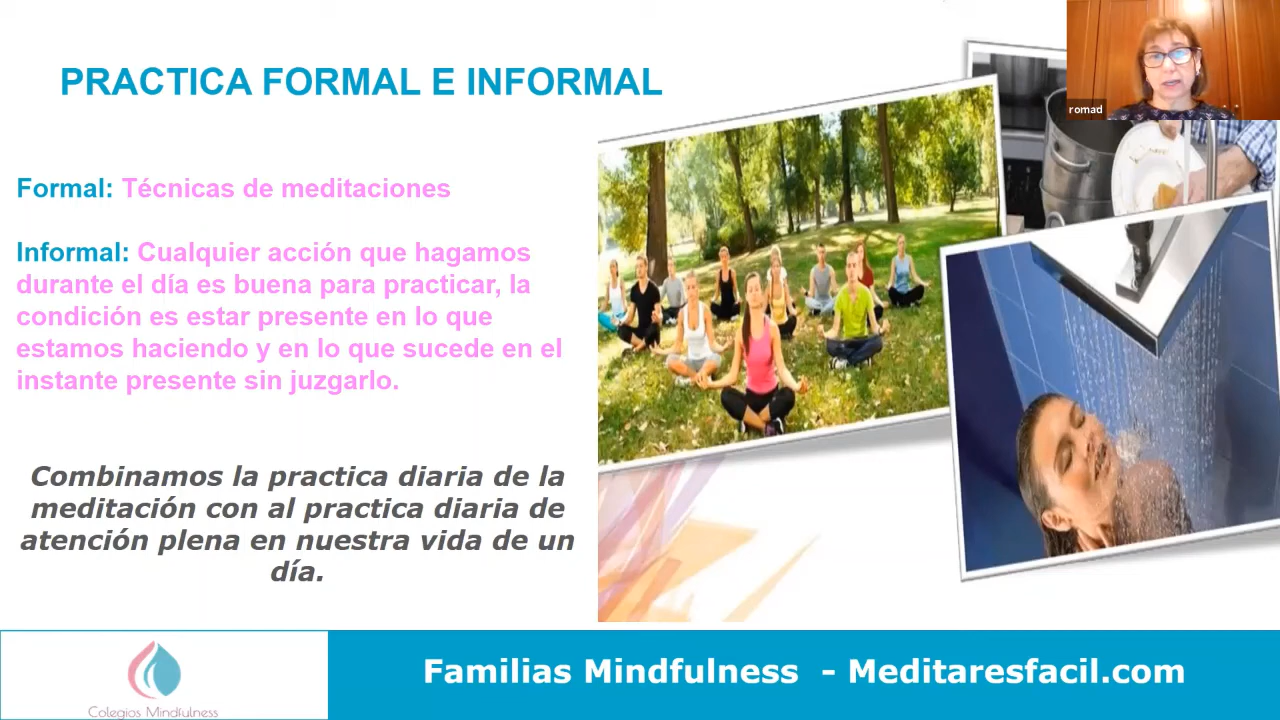 PRACTICA FORMAL E INFORMAL
romad
Formal: Técnicas de meditaciones
Informal: Cualquier acción que hagamos
durante el día es buena para practicar, la
condición es estar presente en lo que
estamos haciendo y en lo que sucede en el
instante presente sin juzgarlo.
Combinamos la practica diaria de la
meditación con al practica diaria de
atención plena en nuestra vida de un
día.
Colegios Mindfulness
Familias Mindfulness - Meditaresfacil.com